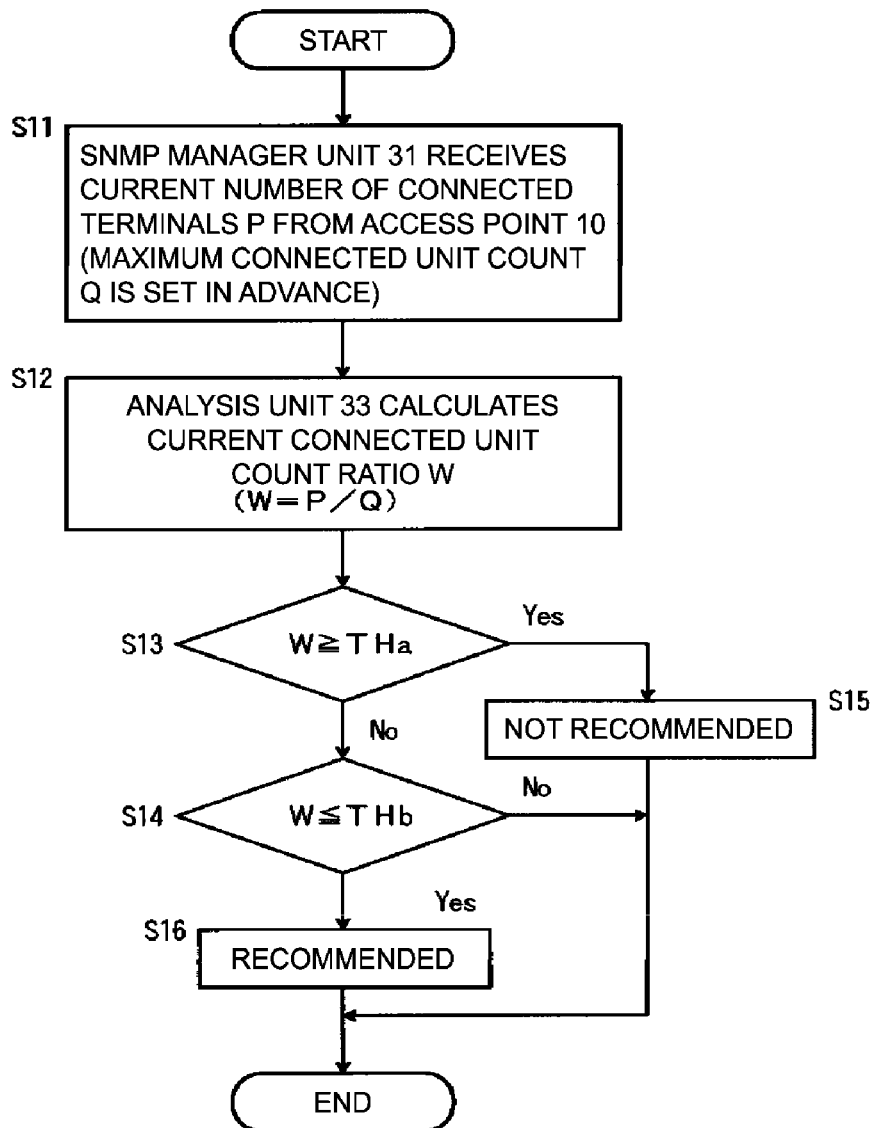 START
S11
SNMP MANAGER UNIT 31 RECEIVES
CURRENT NUMBER OF CONNECTED
TERMINALS P FROM ACCESS POINT 10
(MAXIMUM CONNECTED UNIT COUNT
Q IS SET IN ADVANCE)
S12
ANALYSIS UNIT 33 CALCULATES
CURRENT CONNECTED UNIT
COUNT RATIO W
(W=P/Q)
S13
W≧THa
Yes
No
S15
NOT RECOMMENDED
S14
W≦THb
No
Yes
S16
RECOMMENDED
END